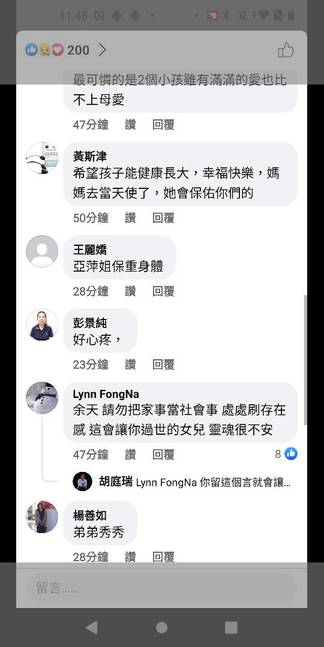 11:48
200
最可憐的是2個小孩雖有滿滿的愛也比
不上母愛
47分鐘 讚 回覆
黃斯津
希望孩子能健康長大，幸福快樂，媽
媽去當天使了，她會保佑你們的
50分鐘 讚 回覆
王麗嬌
亞萍姐保重身體
28分鐘 讚 回覆
彭景純
好心疼，
23分鐘 讚 回覆
Lynn FongNa
余天 請勿把家事當社會事 處處刷存在
感 這會讓你過世的女兒 靈魂很不安
47分鐘 讚 回覆 8
胡庭瑞 Lynn FongNa 你留這個言就會讓...
楊善如
弟弟秀秀
28分鐘 讚 回覆
留言......